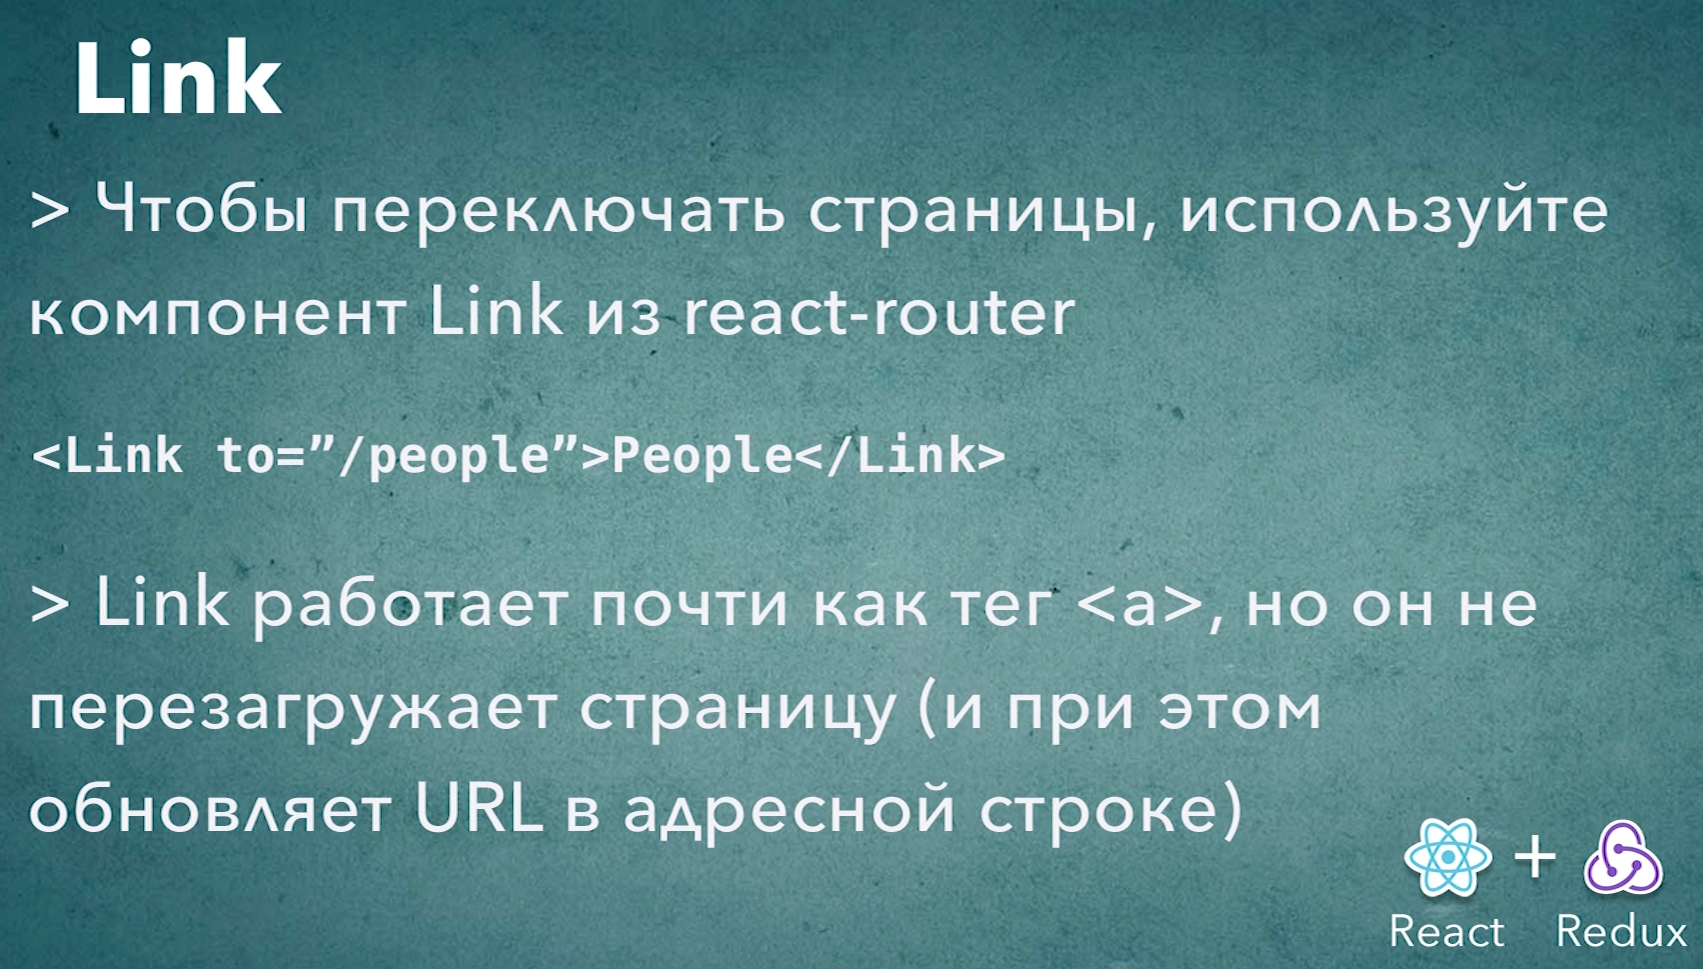 Link
> Чтобы переключать страницы, используйте
компонент Link из react-router
<Link to=”/people”>People</Link>
> Link работает почти как тег <a>, но он не
перезагружает страницу (и при этом
обновляет URL в адресной строке)
+
React Redux